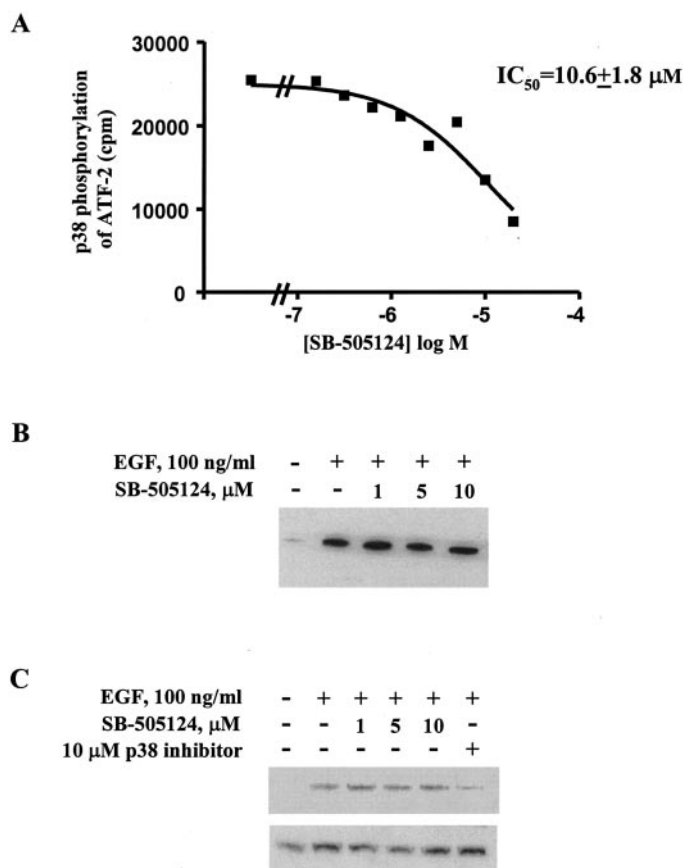 A
p38 phosphorylation
of ATF-2 (cpm)
30000
20000
10000
0
IC50=10.6±1.8 μM
-7 -6 -5 -4
[SB-505124] log M
B
EGF, 100 ng/ml - + + + +
SB-505124, μM - - 1 5 10
C
EGF, 100 ng/ml - + + + + +
SB-505124, μM - - 1 5 10 -
10 μM p38 inhibitor - - - - - +